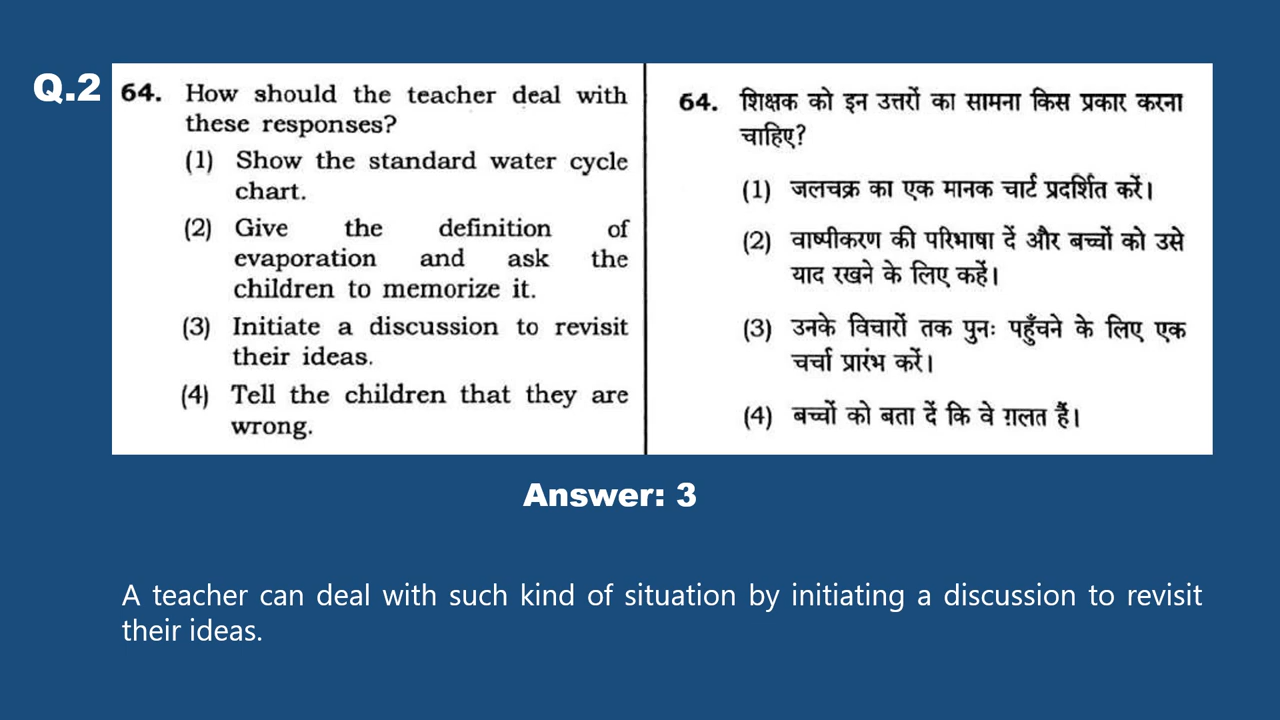 Q.2
64. How should the teacher deal with
these responses?
(1) Show the standard water cycle
chart.
(2) Give the definition of
evaporation and ask the
children to memorize it.
(3) Initiate a discussion to revisit
their ideas.
(4) Tell the children that they are
wrong.
64. शिक्षक को इन उत्तरों का सामना किस प्रकार करना
चाहिए?
(1) जलचक्र का एक मानक चार्ट प्रदर्शित करें।
(2) वाष्पीकरण की परिभाषा दें और बच्चों को उसे
याद रखने के लिए कहें।
(3) उनके विचारों तक पुनः पहुँचने के लिए एक
चर्चा प्रारंभ करें।
(4) बच्चों को बता दें कि वे ग़लत हैं।
Answer: 3
A teacher can deal with such kind of situation by initiating a discussion to revisit
their ideas.